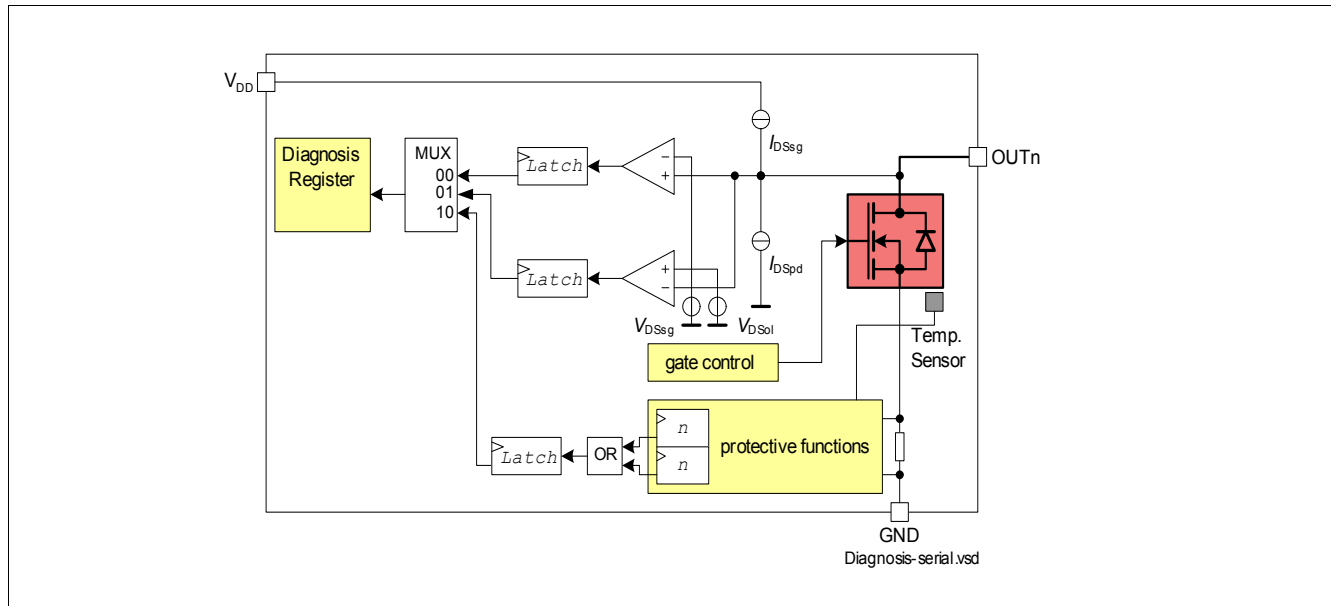 VDD
IDSsg
Diagnosis
Register
MUX
00
01
10
Latch
−
+
OUTn
Latch
+
−
IDSpd
VDSsg
VDSol
Temp.
Sensor
gate control
Latch
OR
n
n
protective functions
GND
Diagnosis-serial.vsd